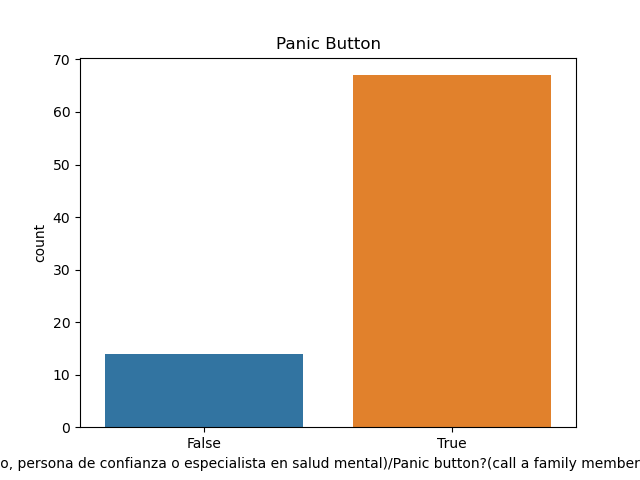 Panic Button
70
60
50
40
30
20
10
0
count
False
True
o, persona de confianza o especialista en salud mental)/Panic button?(call a family member